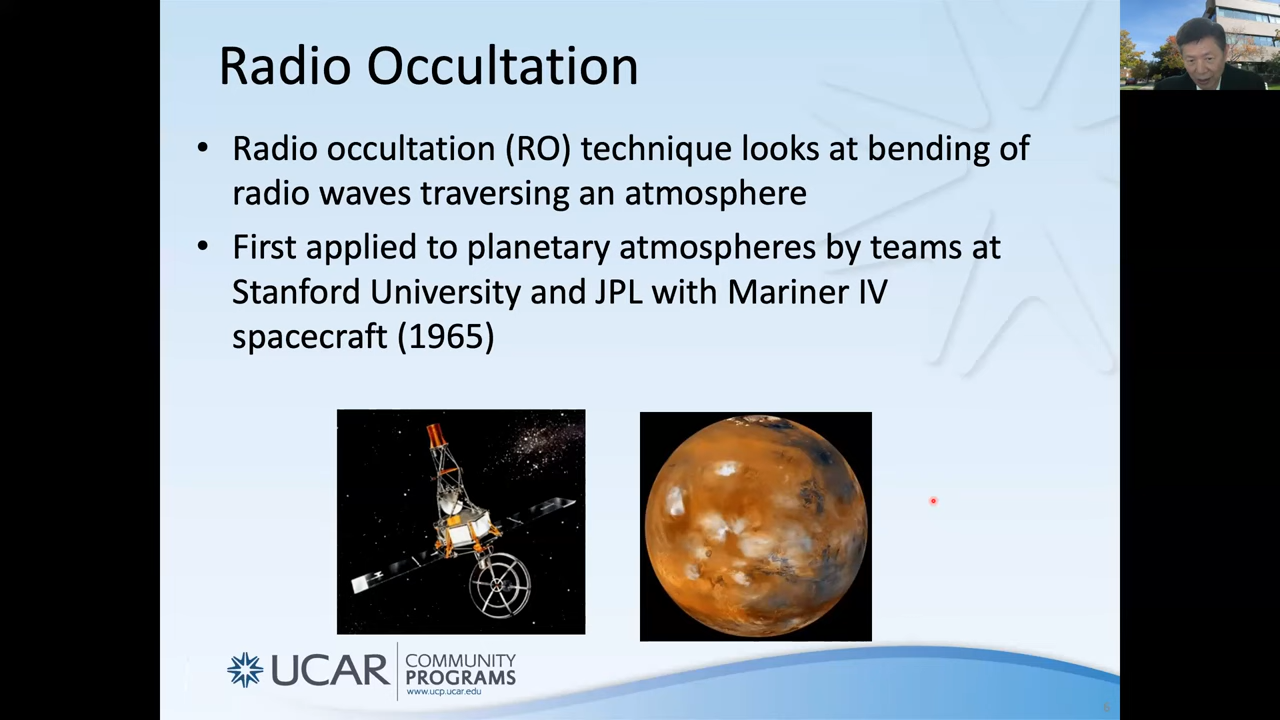 Radio Occultation
• Radio occultation (RO) technique looks at bending of
radio waves traversing an atmosphere
• First applied to planetary atmospheres by teams at
Stanford University and JPL with Mariner IV
spacecraft (1965)
UCAR
COMMUNITY
PROGRAMS
www.ucp.ucar.edu
6